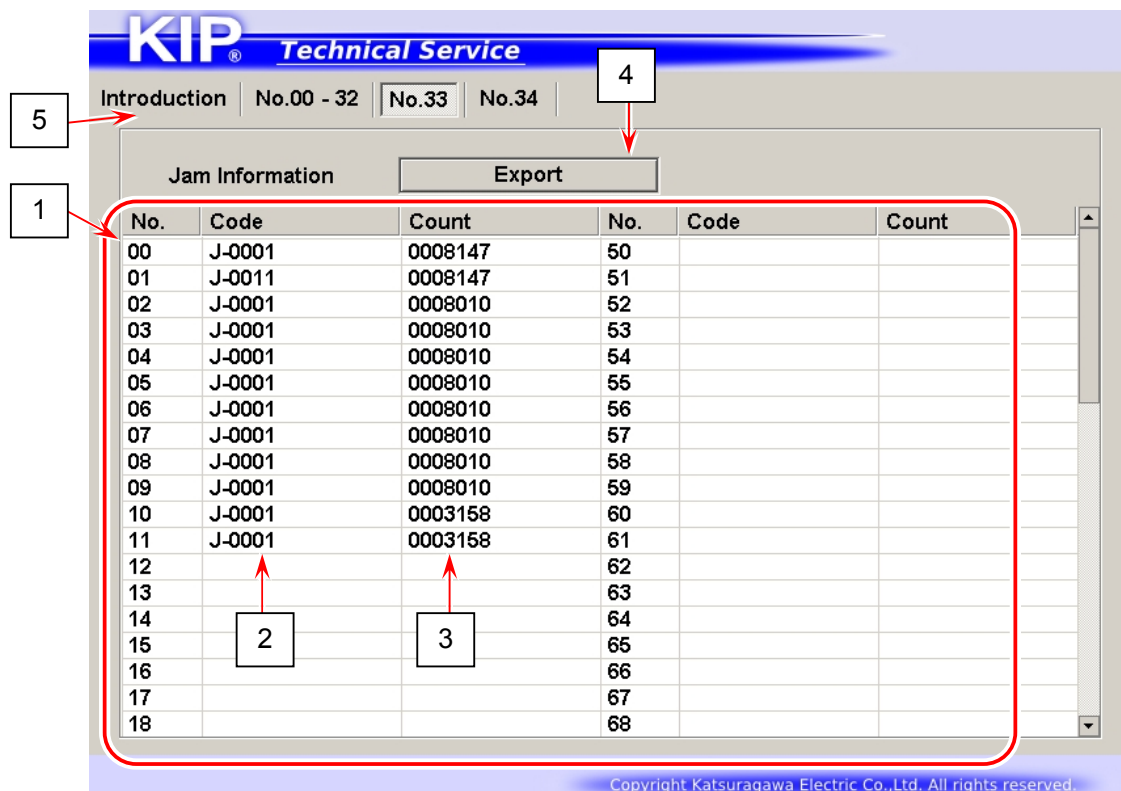 KIP®
Technical Service
4
Introduction No.00 - 32 No.33 No.34
5
Jam Information Export
1
No. Code Count No. Code Count
00 J-0001 0008147 50
01 J-0011 0008147 51
02 J-0001 0008010 52
03 J-0001 0008010 53
04 J-0001 0008010 54
05 J-0001 0008010 55
06 J-0001 0008010 56
07 J-0001 0008010 57
08 J-0001 0008010 58
09 J-0001 0008010 59
10 J-0001 0003158 60
11 J-0001 0003158 61
12 62
13 63
14 64
2 3
15 65
16 66
17 67
18 68
Copyright Katsuragawa Electric Co.,Ltd. All rights reserved.